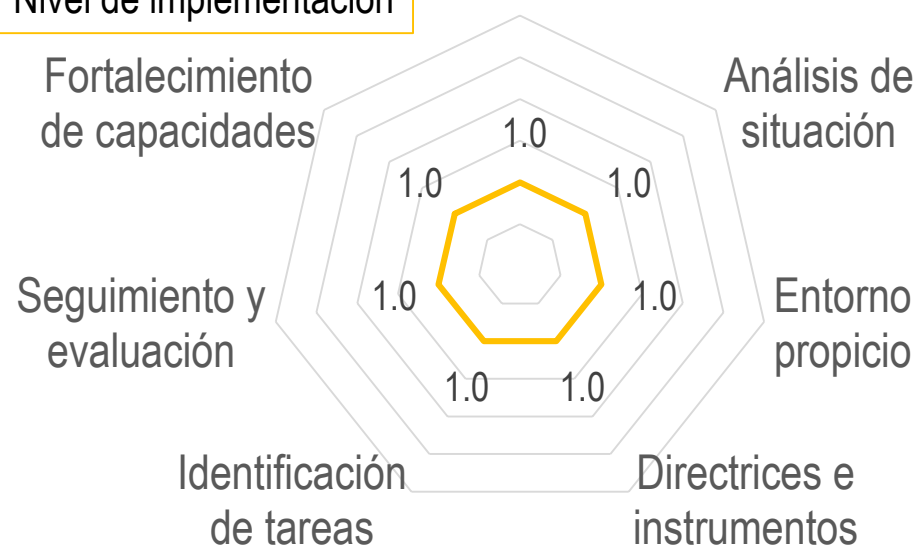 Nivel de implementación
Fortalecimiento
de capacidades
Análisis de
situación
1.0
1.0
1.0
Seguimiento y
evaluación
1.0
1.0
Entorno
propicio
1.0
1.0
Identificación
de tareas
Directrices e
instrumentos